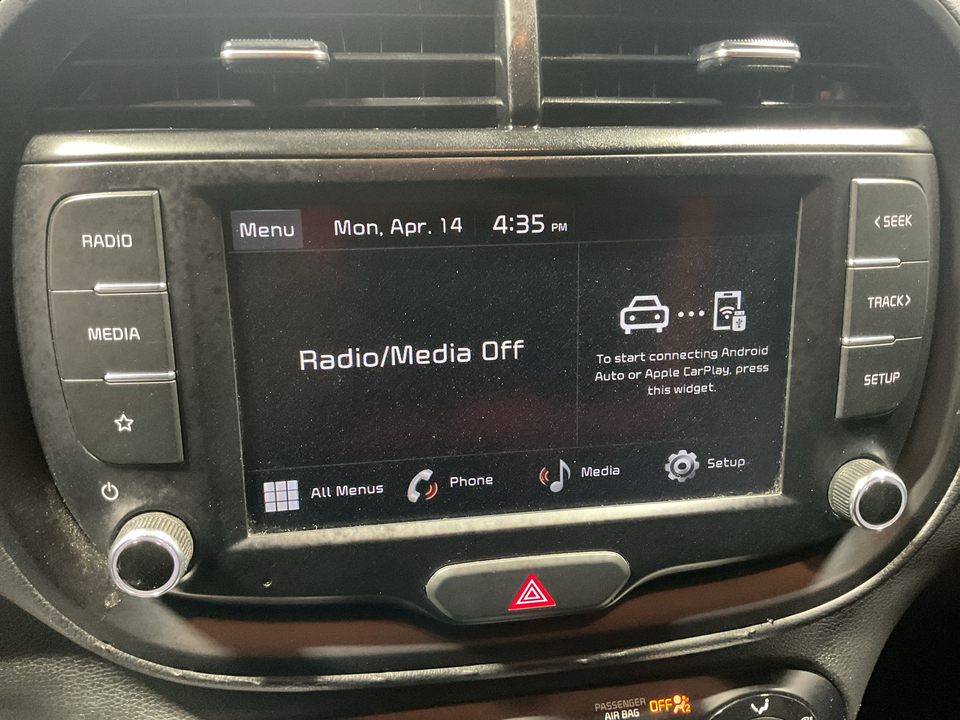 Menu Mon, Apr. 14 4:35 PM
RADIO
MEDIA
Radio/Media Off
To start connecting Android
Auto or Apple CarPlay, press
this widget.
< SEEK
TRACK >
SETUP
All Menus Phone Media Setup
PASSENGER
AIR BAG OFF